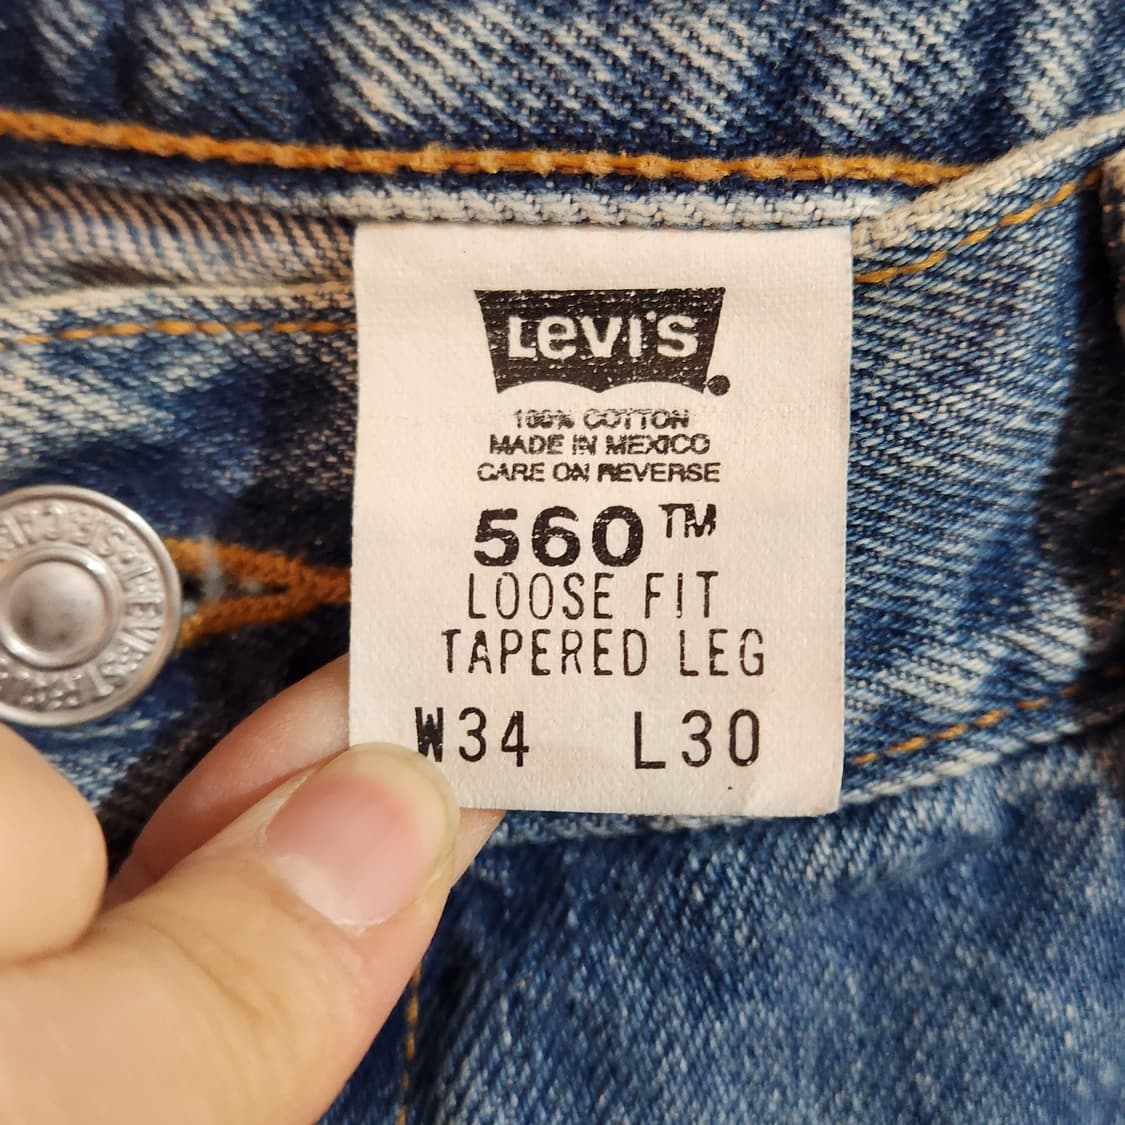 LEVI'S
100% COTTON
MADE IN MEXICO
CARE ON REVERSE
560™
LOOSE FIT
TAPERED LEG
W34 L30